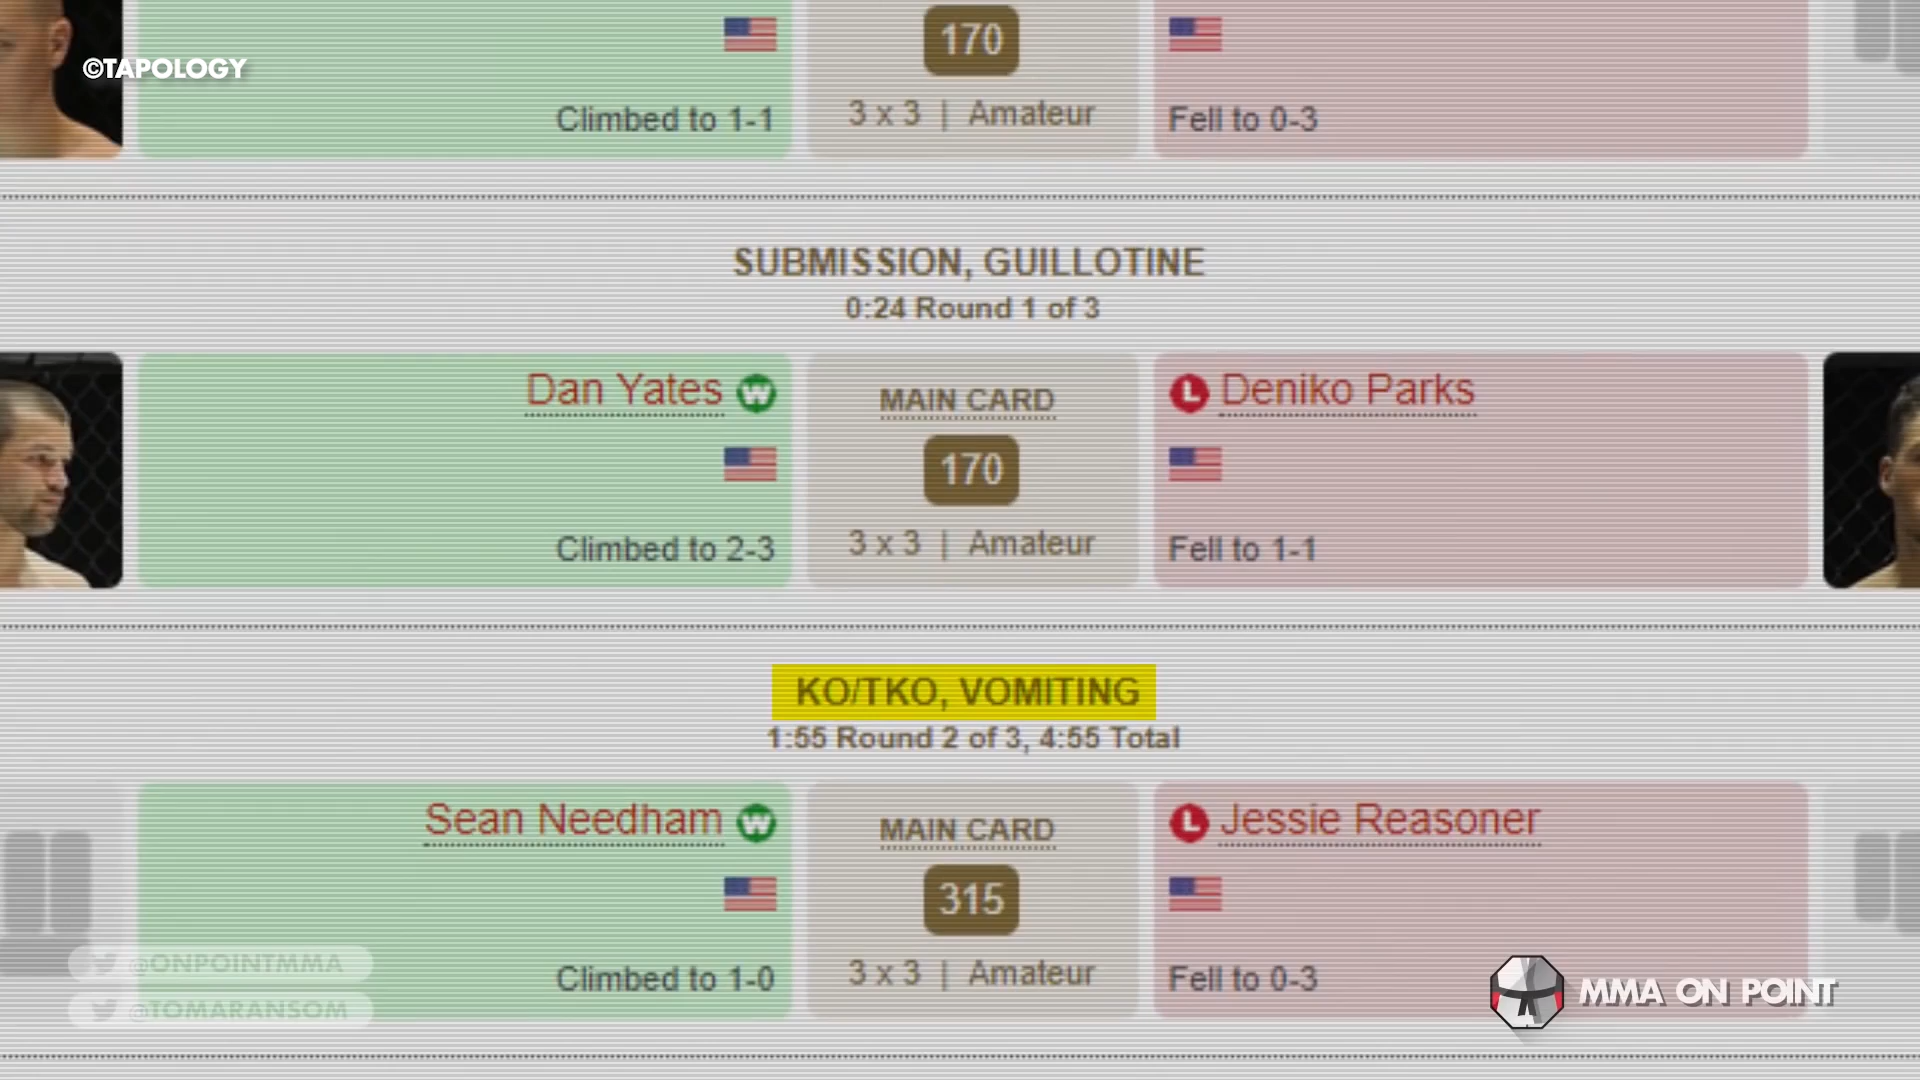 ©TAPOLOGY
170
Climbed to 1-1
3 x 3 | Amateur
Fell to 0-3
SUBMISSION, GUILLOTINE
0:24 Round 1 of 3
Dan Yates W
MAIN CARD
L Deniko Parks
170
Climbed to 2-3
3 x 3 | Amateur
Fell to 1-1
KO/TKO, VOMITING
1:55 Round 2 of 3, 4:55 Total
Sean Needham W
MAIN CARD
L Jessie Reasoner
315
Climbed to 1-0
3 x 3 | Amateur
Fell to 0-3
@ONPOINTMMA
@TOMARANSOM
MMA ON POINT